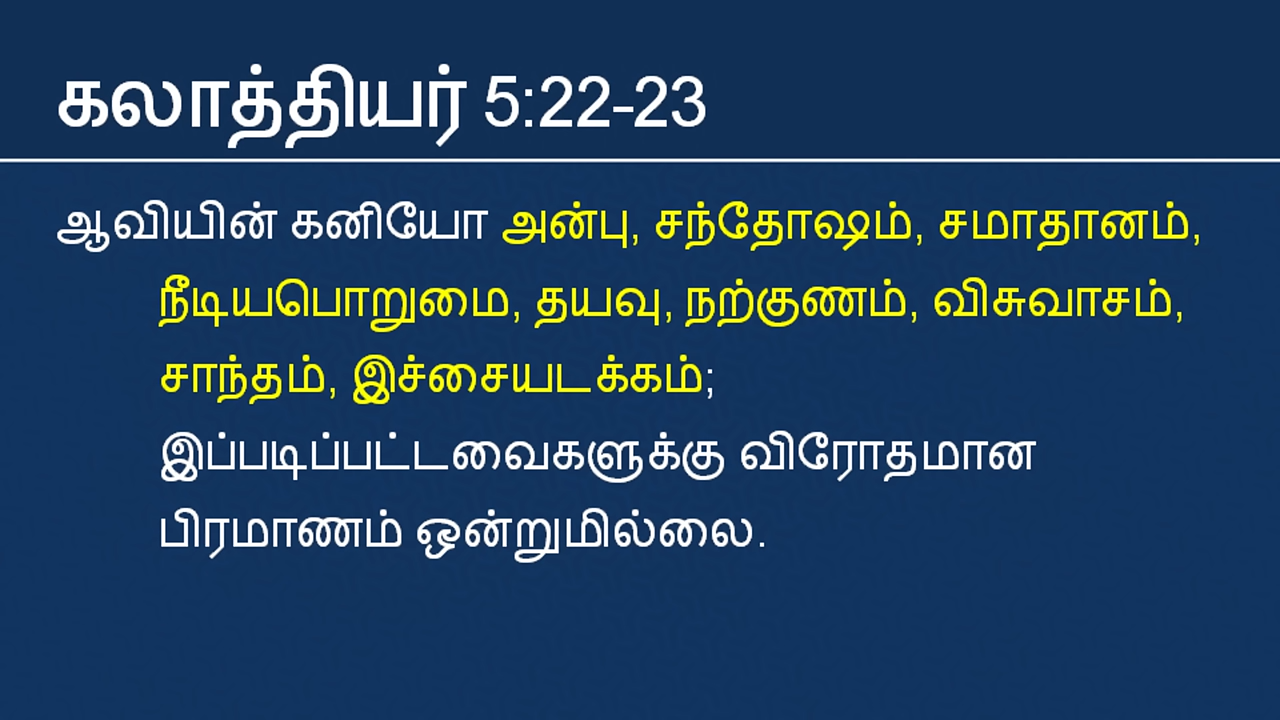 கலாத்தியர் 5:22-23
ஆவியின் கனியோ அன்பு, சந்தோஷம், சமாதானம்,
நீடியபொறுமை, தயவு, நற்குணம், விசுவாசம்,
சாந்தம், இச்சையடக்கம்;
இப்படிப்பட்டவைகளுக்கு விரோதமான
பிரமாணம் ஒன்றுமில்லை.